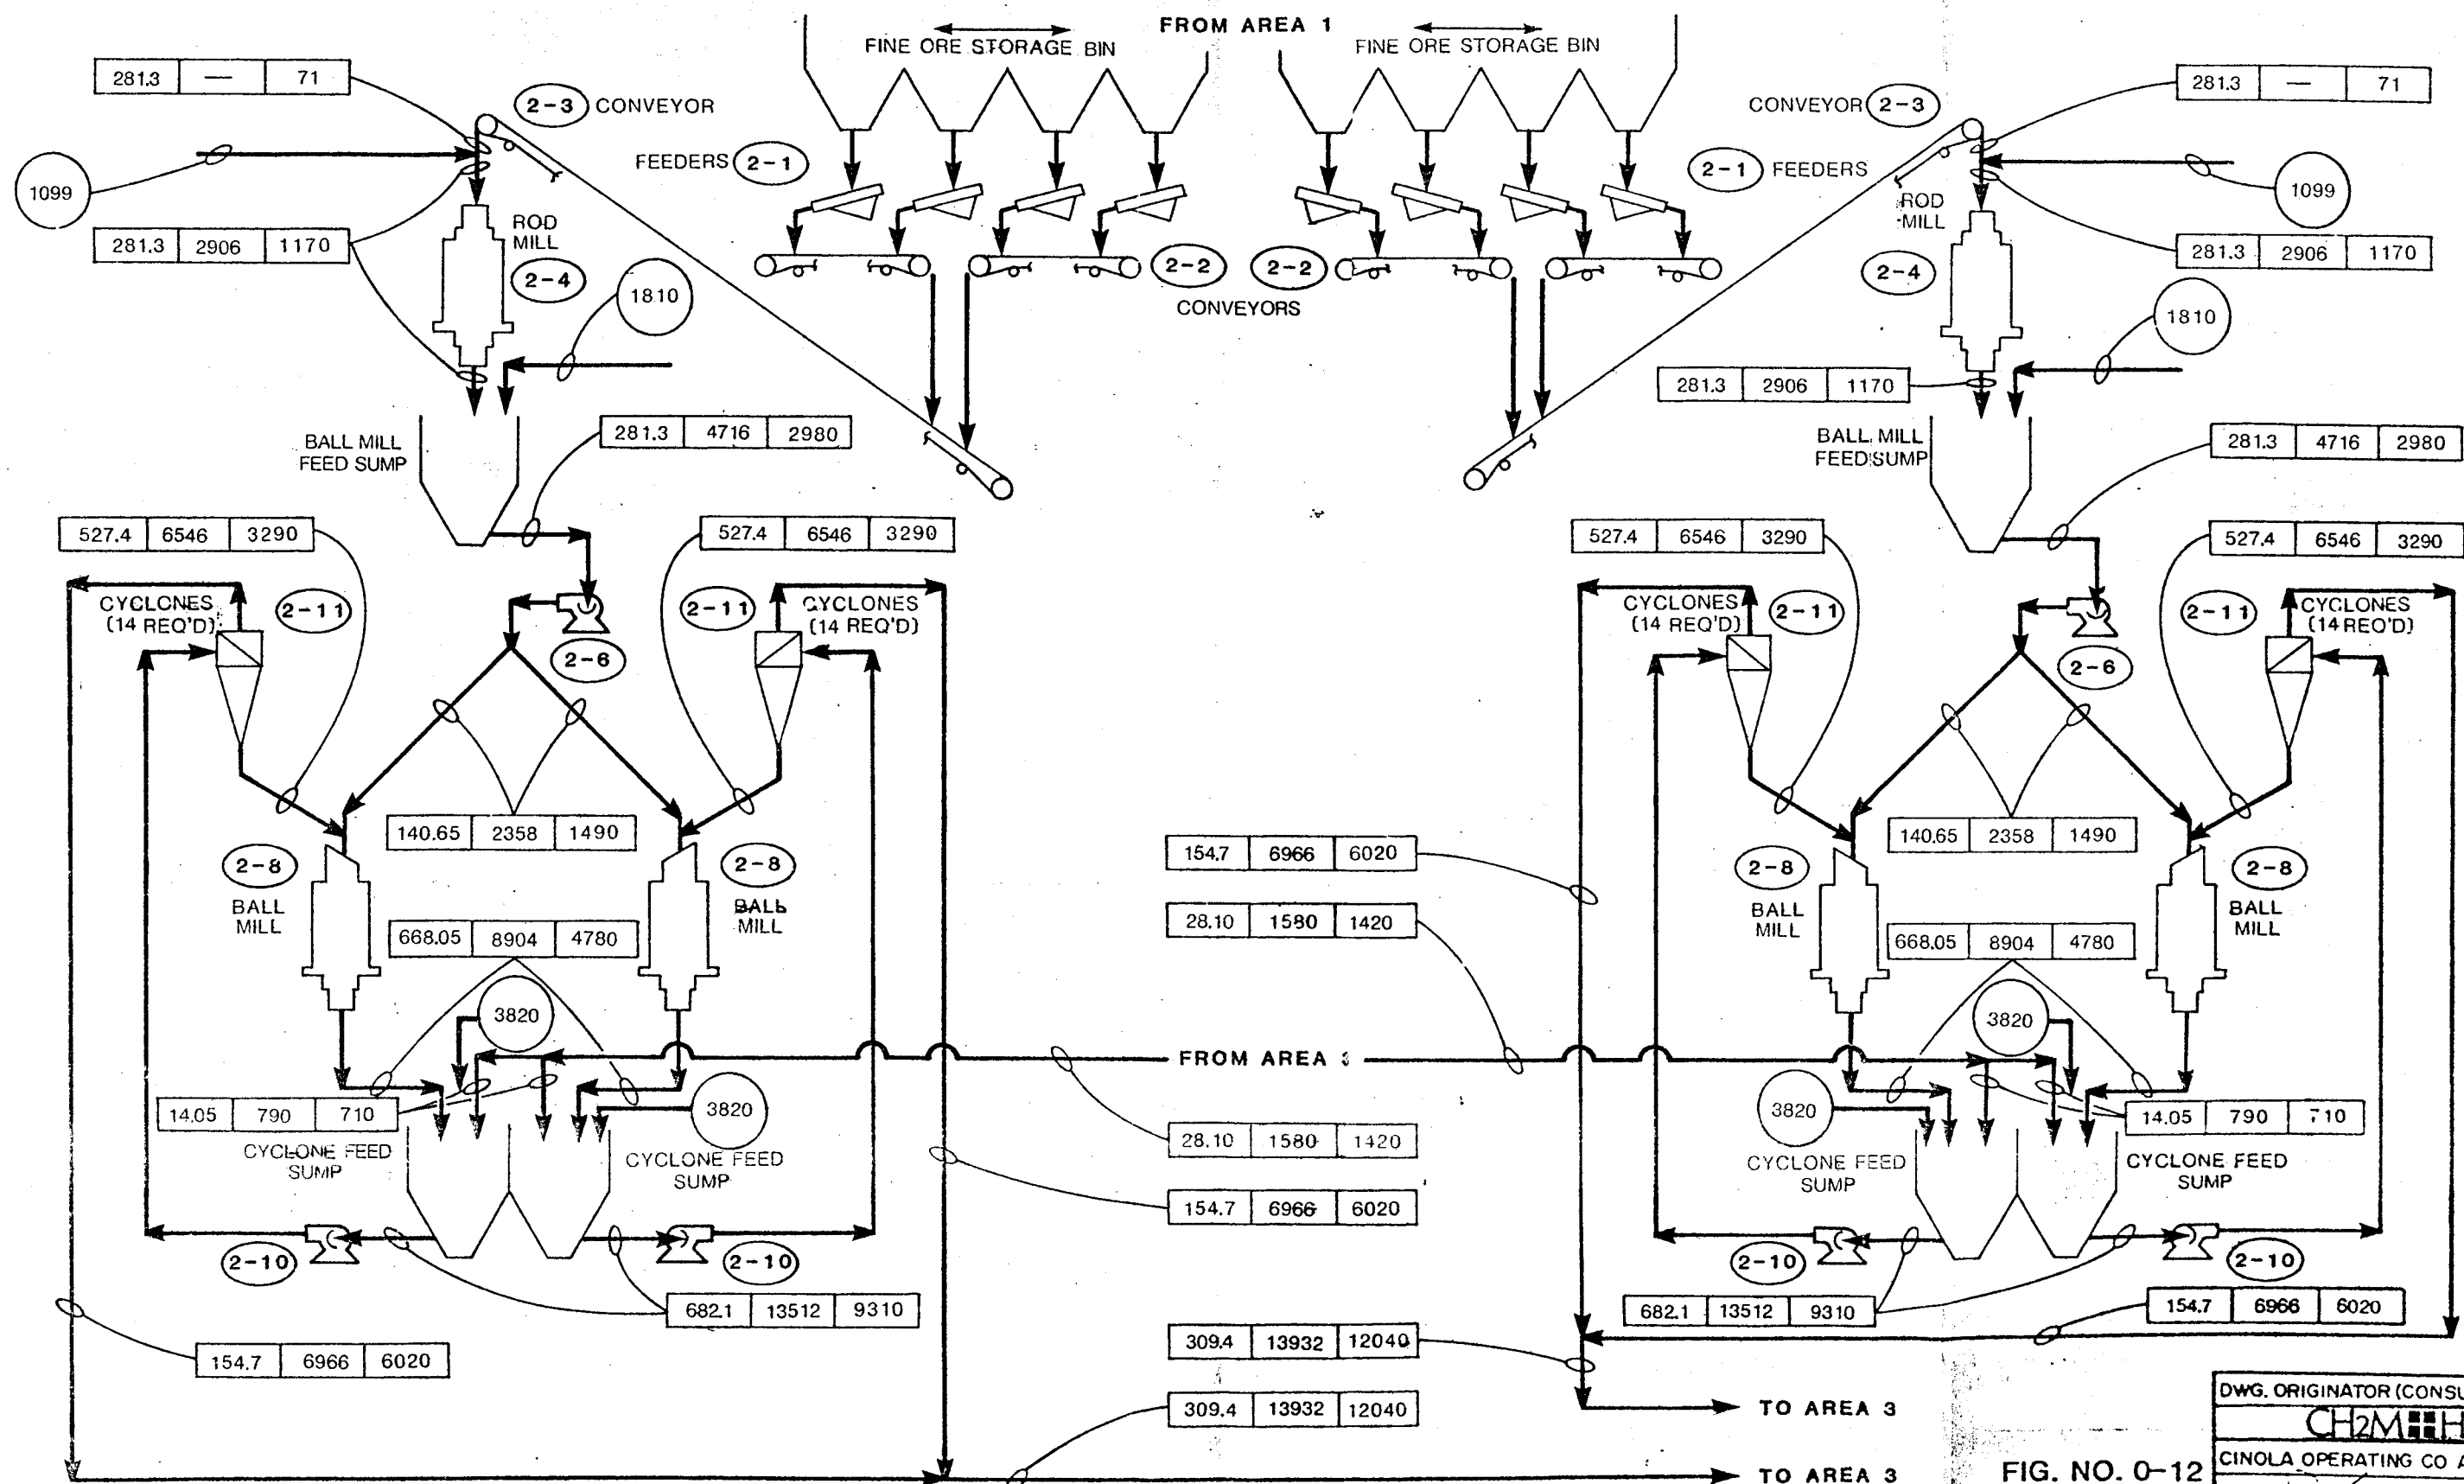 FROM AREA 1
FINE ORE STORAGE BIN
FINE ORE STORAGE BIN
281.3 — 71
2-3 CONVEYOR
CONVEYOR 2-3
281.3 — 71
FEEDERS 2-1
2-1 FEEDERS
1099
1099
281.3 2906 1170
ROD
MILL
2-4
1810
2-2
2-2
CONVEYORS
ROD
MILL
2-4
281.3 2906 1170
1810
281.3 2906 1170
BALL MILL
FEED SUMP
281.3 4716 2980
BALL MILL
FEED SUMP
281.3 4716 2980
527.4 6546 3290
527.4 6546 3290
527.4 6546 3290
527.4 6546 3290
CYCLONES
(14 REQ'D)
2-11
2-11
CYCLONES
(14 REQ'D)
2-6
CYCLONES
(14 REQ'D)
2-11
2-11
CYCLONES
(14 REQ'D)
2-6
140.65 2358 1490
140.65 2358 1490
154.7 6966 6020
2-8
BALL
MILL
2-8
BALL
MILL
2-8
BALL
MILL
2-8
BALL
MILL
28.10 1580 1420
668.05 8904 4780
668.05 8904 4780
3820
3820
FROM AREA
14.05 790 710
3820
3820
14.05 790 710
CYCLONE FEED
SUMP
CYCLONE FEED
SUMP
28.10 1580 1420
CYCLONE FEED
SUMP
CYCLONE FEED
SUMP
154.7 6966 6020
2-10
2-10
2-10
2-10
682.1 13512 9310
682.1 13512 9310
154.7 6966 6020
154.7 6966 6020
309.4 13932 12040
309.4 13932 12040
TO AREA 3
TO AREA 3
FIG. NO. 0-12
DWG. ORIGINATOR (CONSU
CH2M H
CINOLA OPERATING CO